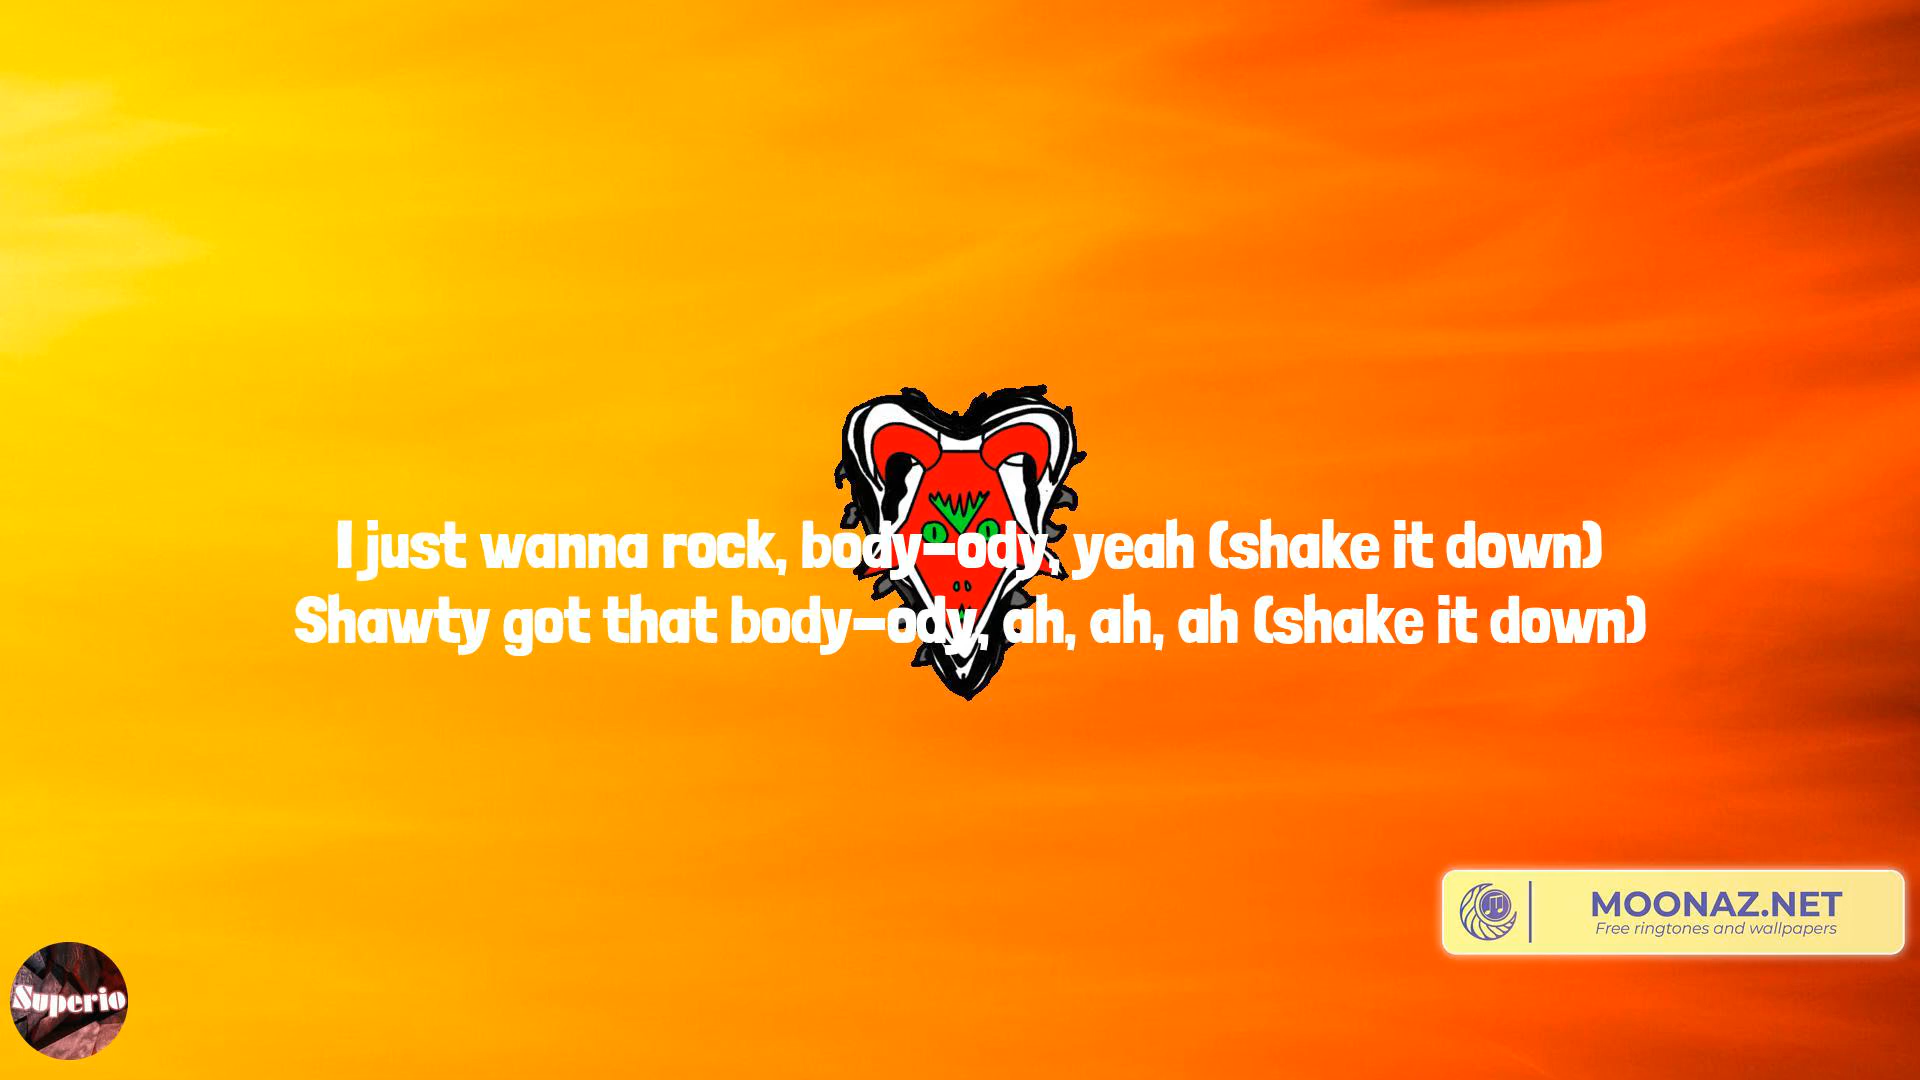 I just wanna rock, body-ody, yeah (shake it down)
Shawty got that body-ody, ah, ah, ah (shake it down)
MOONAZ.NET
Free ringtones and wallpapers
Superio